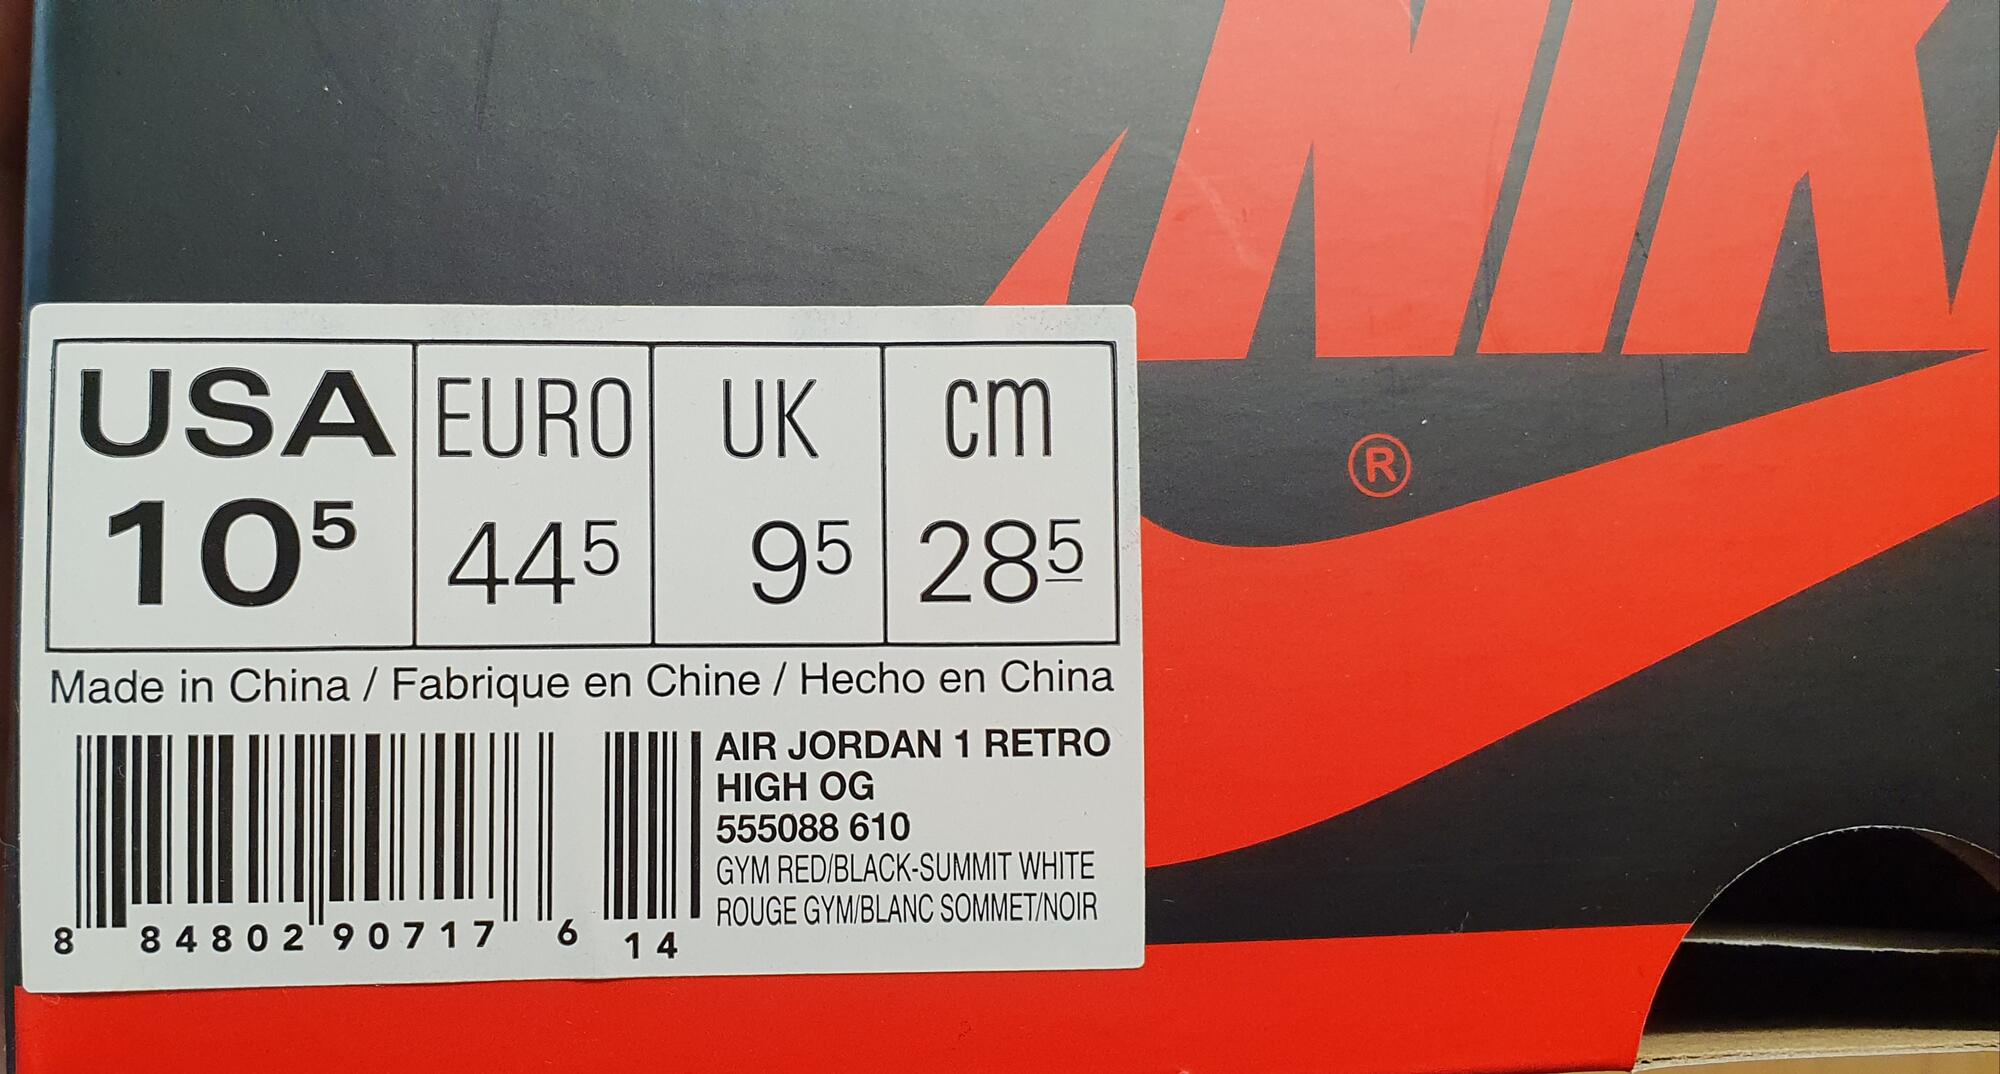 NIK
®
USA EURO UK cm
10⁵ 44⁵ 9⁵ 28⁵
Made in China / Fabrique en Chine / Hecho en China
AIR JORDAN 1 RETRO
HIGH OG
555088 610
GYM RED/BLACK-SUMMIT WHITE
ROUGE GYM/BLANC SOMMET/NOIR
8 84802 90717 6 14